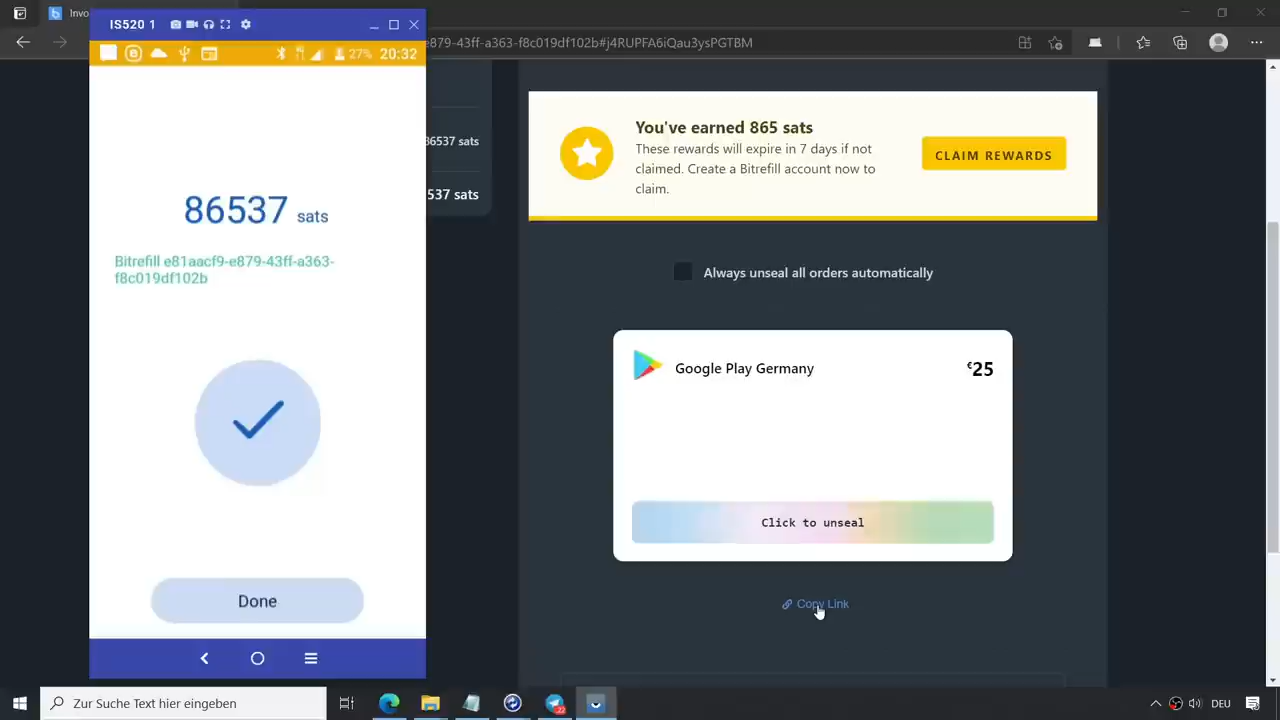 IS520 1
27% 20:32
86537 sats
Bitrefill e81aacf9-e879-43ff-a363-
f8c019df102b
Done
Invo
e879-43ff-a363-f8c019df102b#j4RUPFA6iQau3ysPGTBM
86537 sats
537 sats
You've earned 865 sats
These rewards will expire in 7 days if not
claimed. Create a Bitrefill account now to
claim.
CLAIM REWARDS
Always unseal all orders automatically
Google Play Germany
€25
Click to unseal
Copy Link
Zur Suche Text hier eingeben
DEU